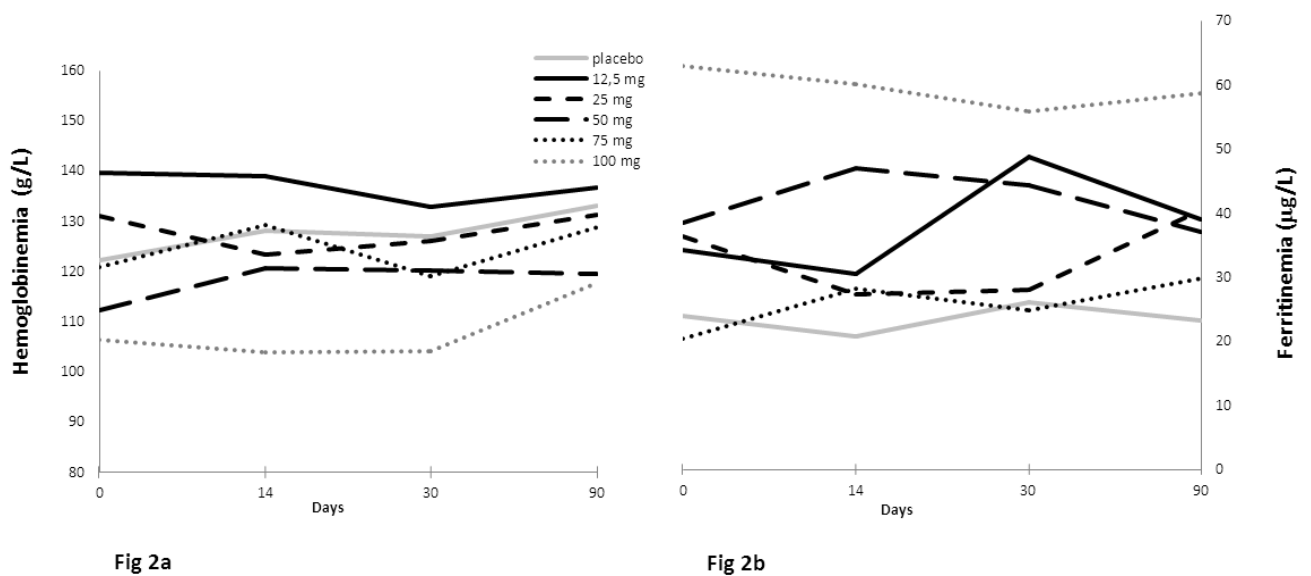 placebo
12,5 mg
25 mg
50 mg
75 mg
100 mg
Hemoglobinemia (g/L)
160
150
140
130
120
110
100
90
80
0
14
30
90
Days
Fig 2a
70
60
50
40
30
20
10
0
Ferritinemia (µg/L)
0
14
30
90
Days
Fig 2b